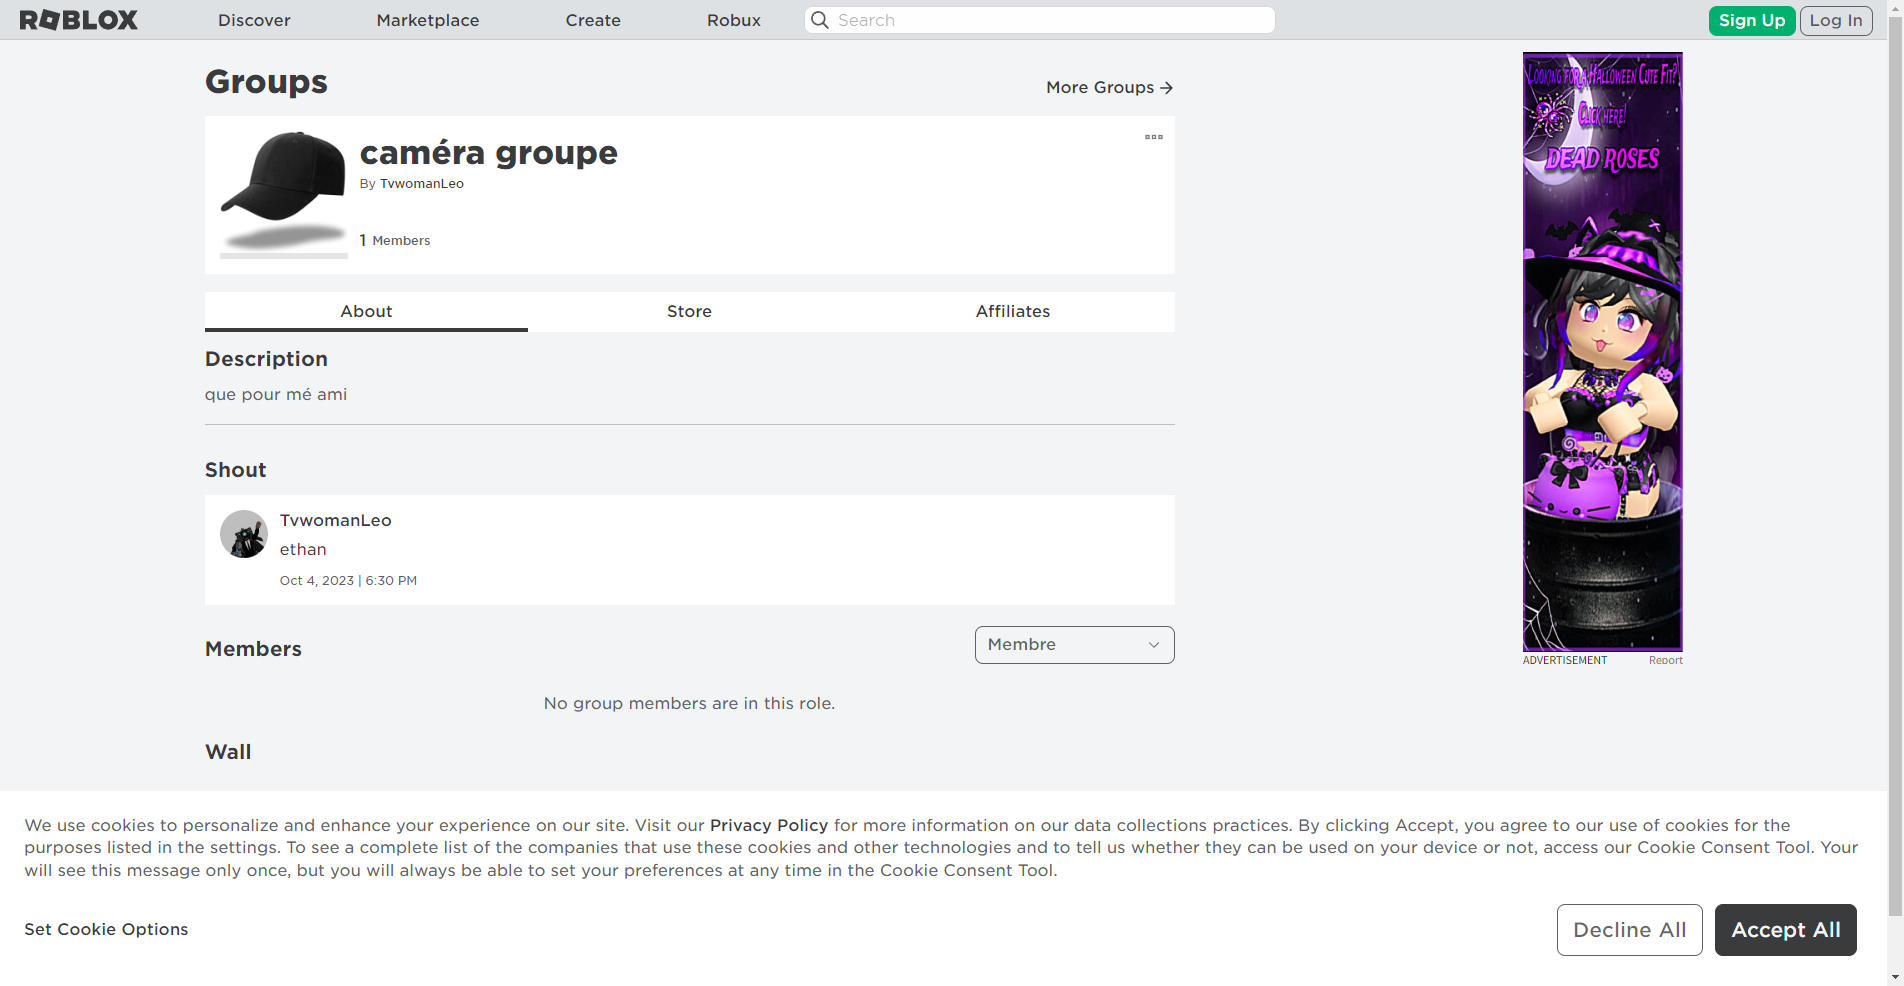 ROBLOX
Discover
Marketplace
Create
Robux
Search
Sign Up
Log In
Groups
More Groups →
caméra groupe
By TvwomanLeo
1 Members
About
Store
Affiliates
Description
que pour mé ami
Shout
TvwomanLeo
ethan
Oct 4, 2023 | 6:30 PM
Members
Membre
No group members are in this role.
Wall
Looking for a Halloween Cute Fit?
Click here!
DEAD ROSES
ADVERTISEMENT
Report
We use cookies to personalize and enhance your experience on our site. Visit our Privacy Policy for more information on our data collections practices. By clicking Accept, you agree to our use of cookies for the
purposes listed in the settings. To see a complete list of the companies that use these cookies and other technologies and to tell us whether they can be used on your device or not, access our Cookie Consent Tool. Your
will see this message only once, but you will always be able to set your preferences at any time in the Cookie Consent Tool.
Set Cookie Options
Decline All
Accept All